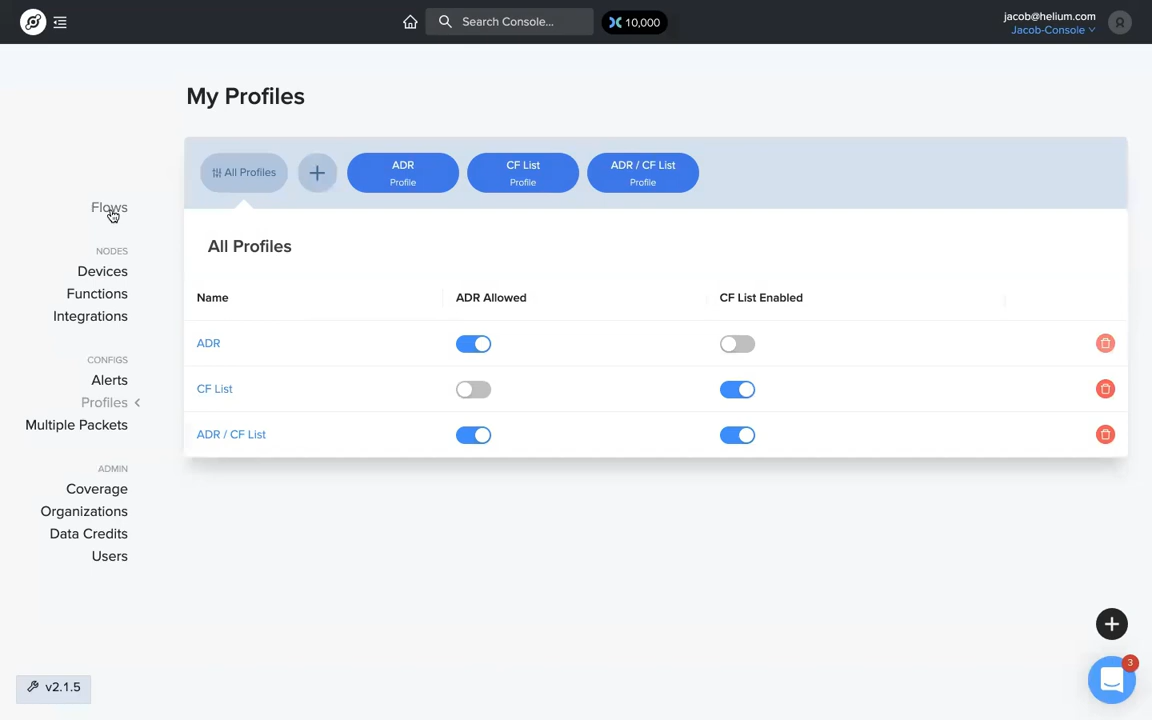 Search Console...
10,000
jacob@helium.com
Jacob-Console
R
My Profiles
All Profiles
ADR
Profile
CF List
Profile
ADR / CF List
Profile
Flows
NODES
Devices
Functions
Integrations
CONFIGS
Alerts
Profiles
Multiple Packets
ADMIN
Coverage
Organizations
Data Credits
Users
All Profiles
Name ADR Allowed CF List Enabled
ADR
CF List
ADR / CF List
3
v2.1.5